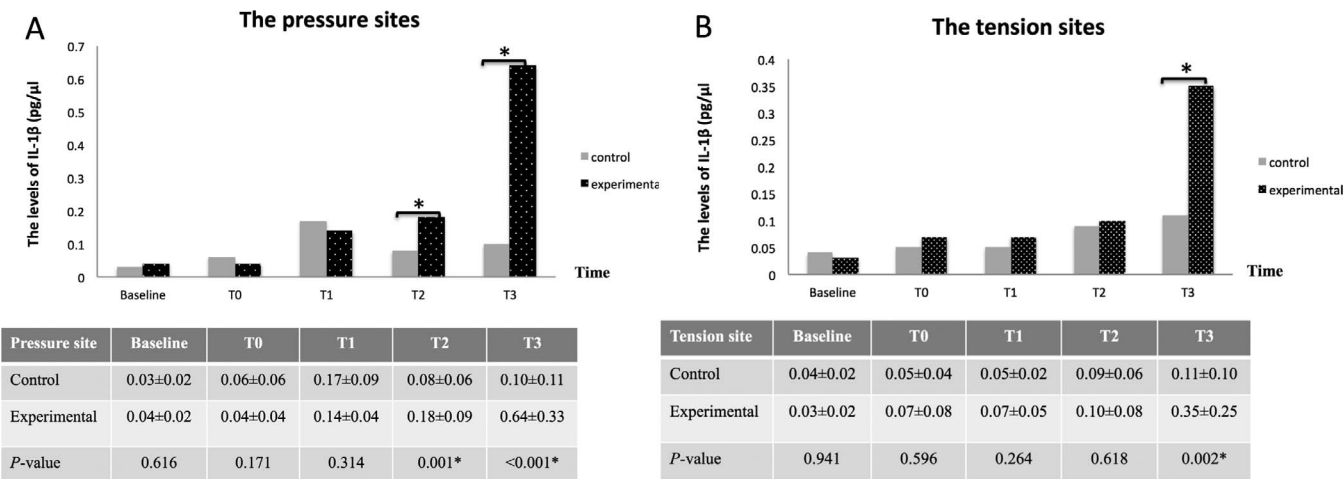 A
The pressure sites
The levels of IL-1β (pg/µl)
0.7
0.6
0.5
0.4
0.3
0.2
0.1
0
*
*
Baseline
T0
T1
T2
T3
Time
control
experimenta
Pressure site Baseline T0 T1 T2 T3
Control 0.03±0.02 0.06±0.06 0.17±0.09 0.08±0.06 0.10±0.11
Experimental 0.04±0.02 0.04±0.04 0.14±0.04 0.18±0.09 0.64±0.33
P-value 0.616 0.171 0.314 0.001* <0.001*
B
The tension sites
The levels of IL-1β (pg/µl)
0.4
0.35
0.3
0.25
0.2
0.15
0.1
0.05
0
*
Baseline
T0
T1
T2
T3
Time
control
experimental
Tension site Baseline T0 T1 T2 T3
Control 0.04±0.02 0.05±0.04 0.05±0.02 0.09±0.06 0.11±0.10
Experimental 0.03±0.02 0.07±0.08 0.07±0.05 0.10±0.08 0.35±0.25
P-value 0.941 0.596 0.264 0.618 0.002*